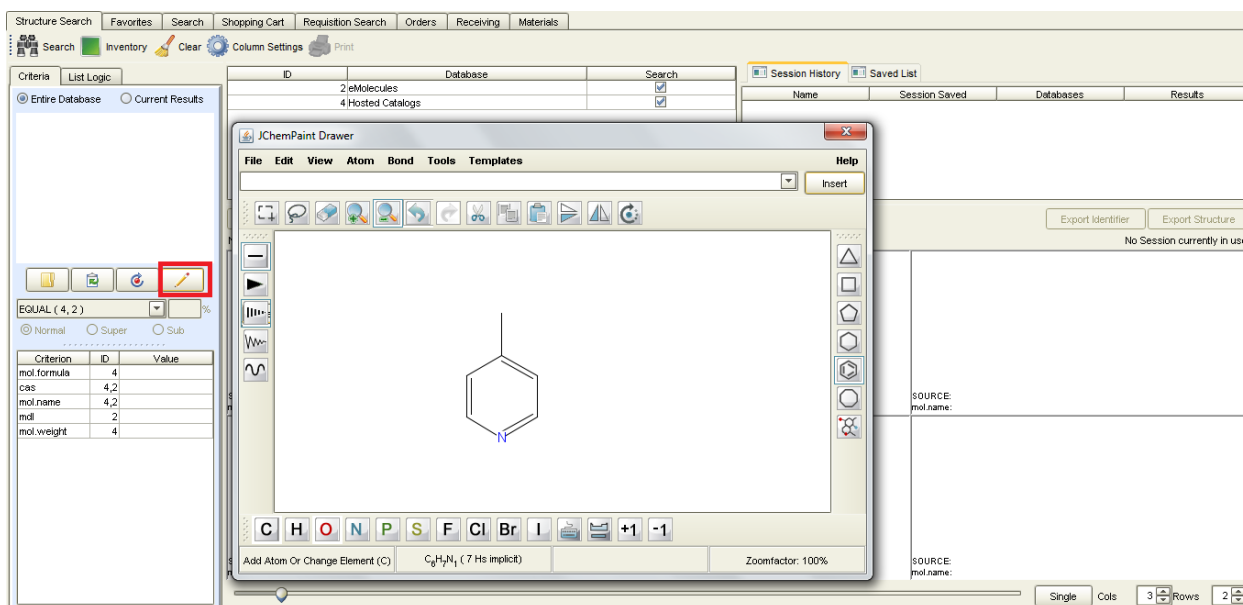 Structure Search Favorites Search Shopping Cart Requisition Search Orders Receiving Materials
Search Inventory Clear Column Settings Print
Criteria List Logic
Entire Database Current Results
ID Database Search
2 eMolecules
4 Hosted Catalogs
Session History Saved List
Name Session Saved Databases Results
JChemPaint Drawer
File Edit View Atom Bond Tools Templates Help
Insert
Export Identifier Export Structure
No Session currently in use
EQUAL ( 4, 2 ) %
Normal Super Sub
Criterion ID Value
mol.formula 4
cas 4,2
mol.name 4,2
mdl 2
mol.weight 4
N
SOURCE:
mol.name:
C H O N P S F Cl Br I +1 -1
Add Atom Or Change Element (C) C6H7N1 ( 7 Hs implicit) Zoomfactor: 100%
SOURCE:
mol.name:
Single Cols 3 Rows 2